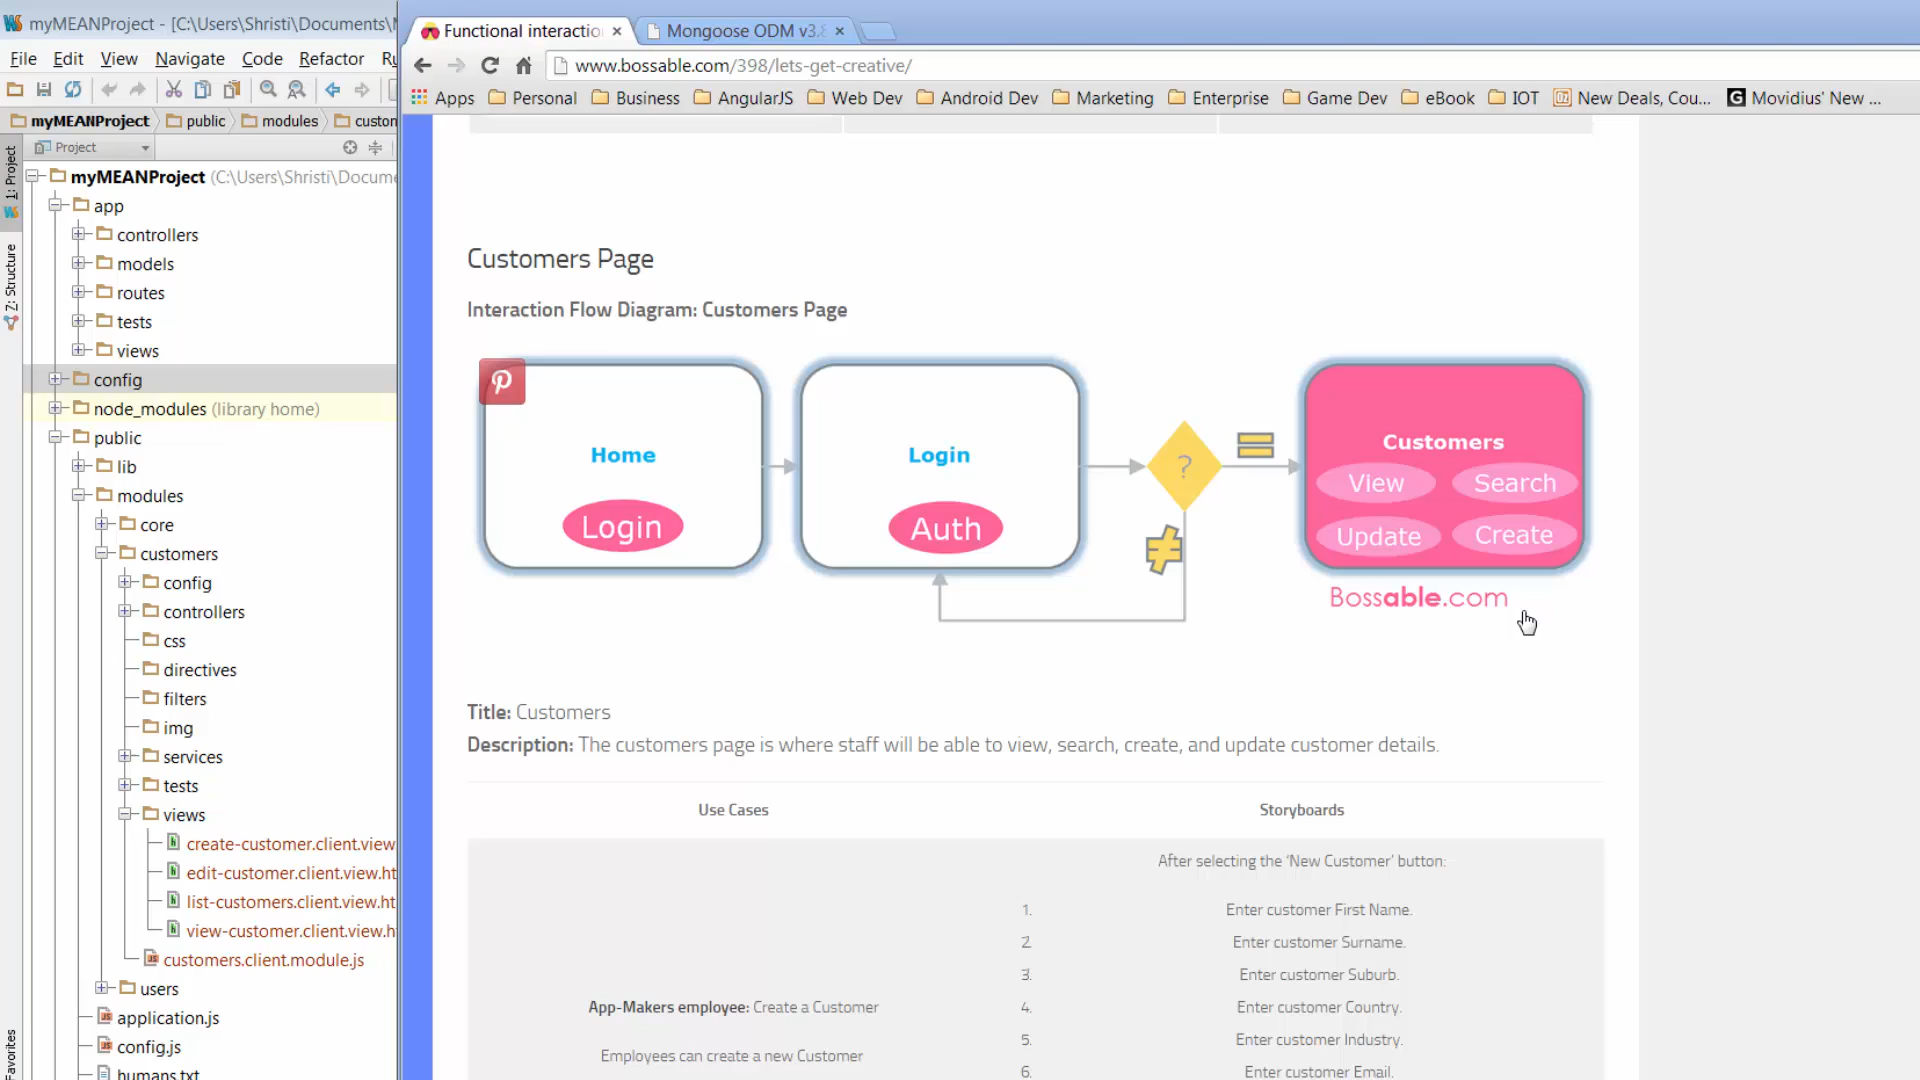 myMEANProject - [C:\Users\Shristi\Documents\
File Edit View Navigate Code Refactor
myMEANProject public modules custon
Project
1: Project
Z: Structure
Favorites
myMEANProject (C:\Users\Shristi\Docume
app
controllers
models
routes
tests
views
config
node_modules (library home)
public
lib
modules
core
customers
config
controllers
css
directives
filters
img
services
tests
views
create-customer.client.view
edit-customer.client.view.ht
list-customers.client.view.ht
view-customer.client.view.h
customers.client.module.js
users
application.js
config.js
humans.txt
Functional interactio
Mongoose ODM v3.8
www.bossable.com/398/lets-get-creative/
Apps Personal Business AngularJS Web Dev Android Dev Marketing Enterprise Game Dev eBook IOT New Deals, Cou... Movidius' New ...
Customers Page
Interaction Flow Diagram: Customers Page
Home
Login
Login
Auth
?
=
≠
Customers
View Search
Update Create
Bossable.com
Title: Customers
Description: The customers page is where staff will be able to view, search, create, and update customer details.
Use Cases
Storyboards
After selecting the ‘New Customer’ button:
1. Enter customer First Name.
2. Enter customer Surname.
3. Enter customer Suburb.
4. Enter customer Country.
5. Enter customer Industry.
6. Enter customer Email.
App-Makers employee: Create a Customer
Employees can create a new Customer